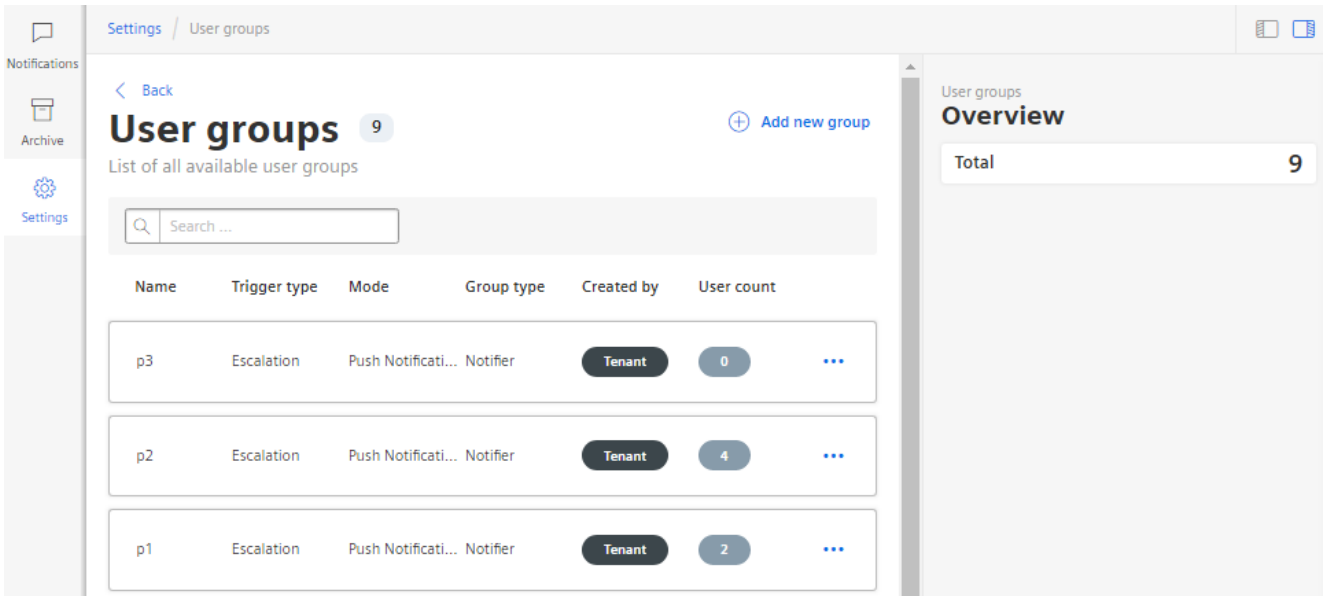 Notifications
Archive
Settings
Settings / User groups
Back
User groups 9
Add new group
List of all available user groups
Search ...
Name Trigger type Mode Group type Created by User count
p3 Escalation Push Notificati... Notifier Tenant 0
p2 Escalation Push Notificati... Notifier Tenant 4
p1 Escalation Push Notificati... Notifier Tenant 2
User groups
Overview
Total 9